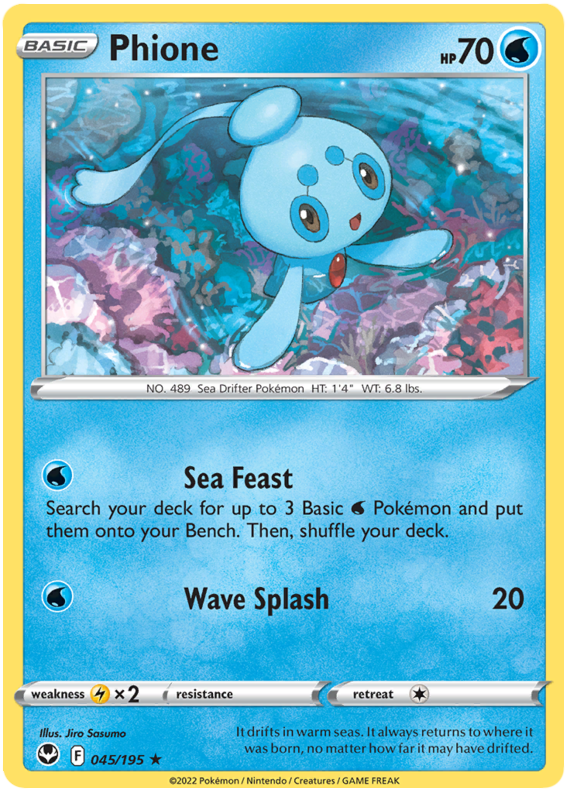 BASIC Phione HP 70
NO. 489 Sea Drifter Pokémon HT: 1'4" WT: 6.8 lbs.
Sea Feast
Search your deck for up to 3 Basic Pokémon and put
them onto your Bench. Then, shuffle your deck.
Wave Splash 20
weakness ×2 resistance retreat
Illus. Jiro Sasumo
It drifts in warm seas. It always returns to where it
was born, no matter how far it may have drifted.
F 045/195 ★
©2022 Pokémon / Nintendo / Creatures / GAME FREAK